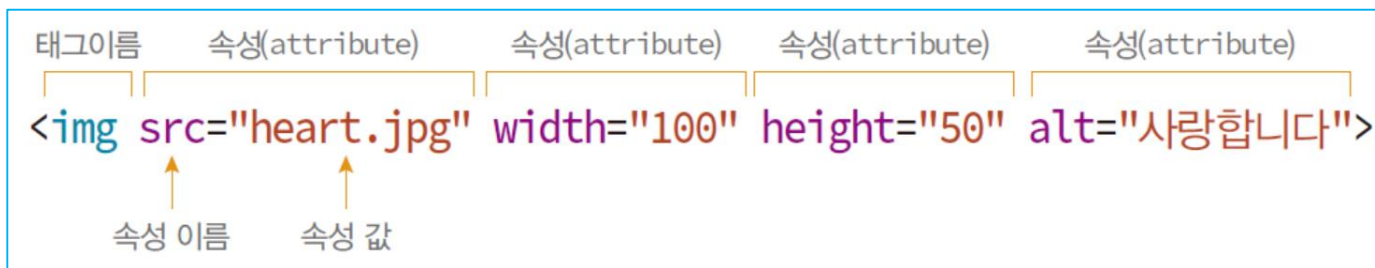 태그이름 속성(attribute) 속성(attribute) 속성(attribute) 속성(attribute)
<img src="heart.jpg" width="100" height="50" alt="사랑합니다">
속성 이름 속성 값